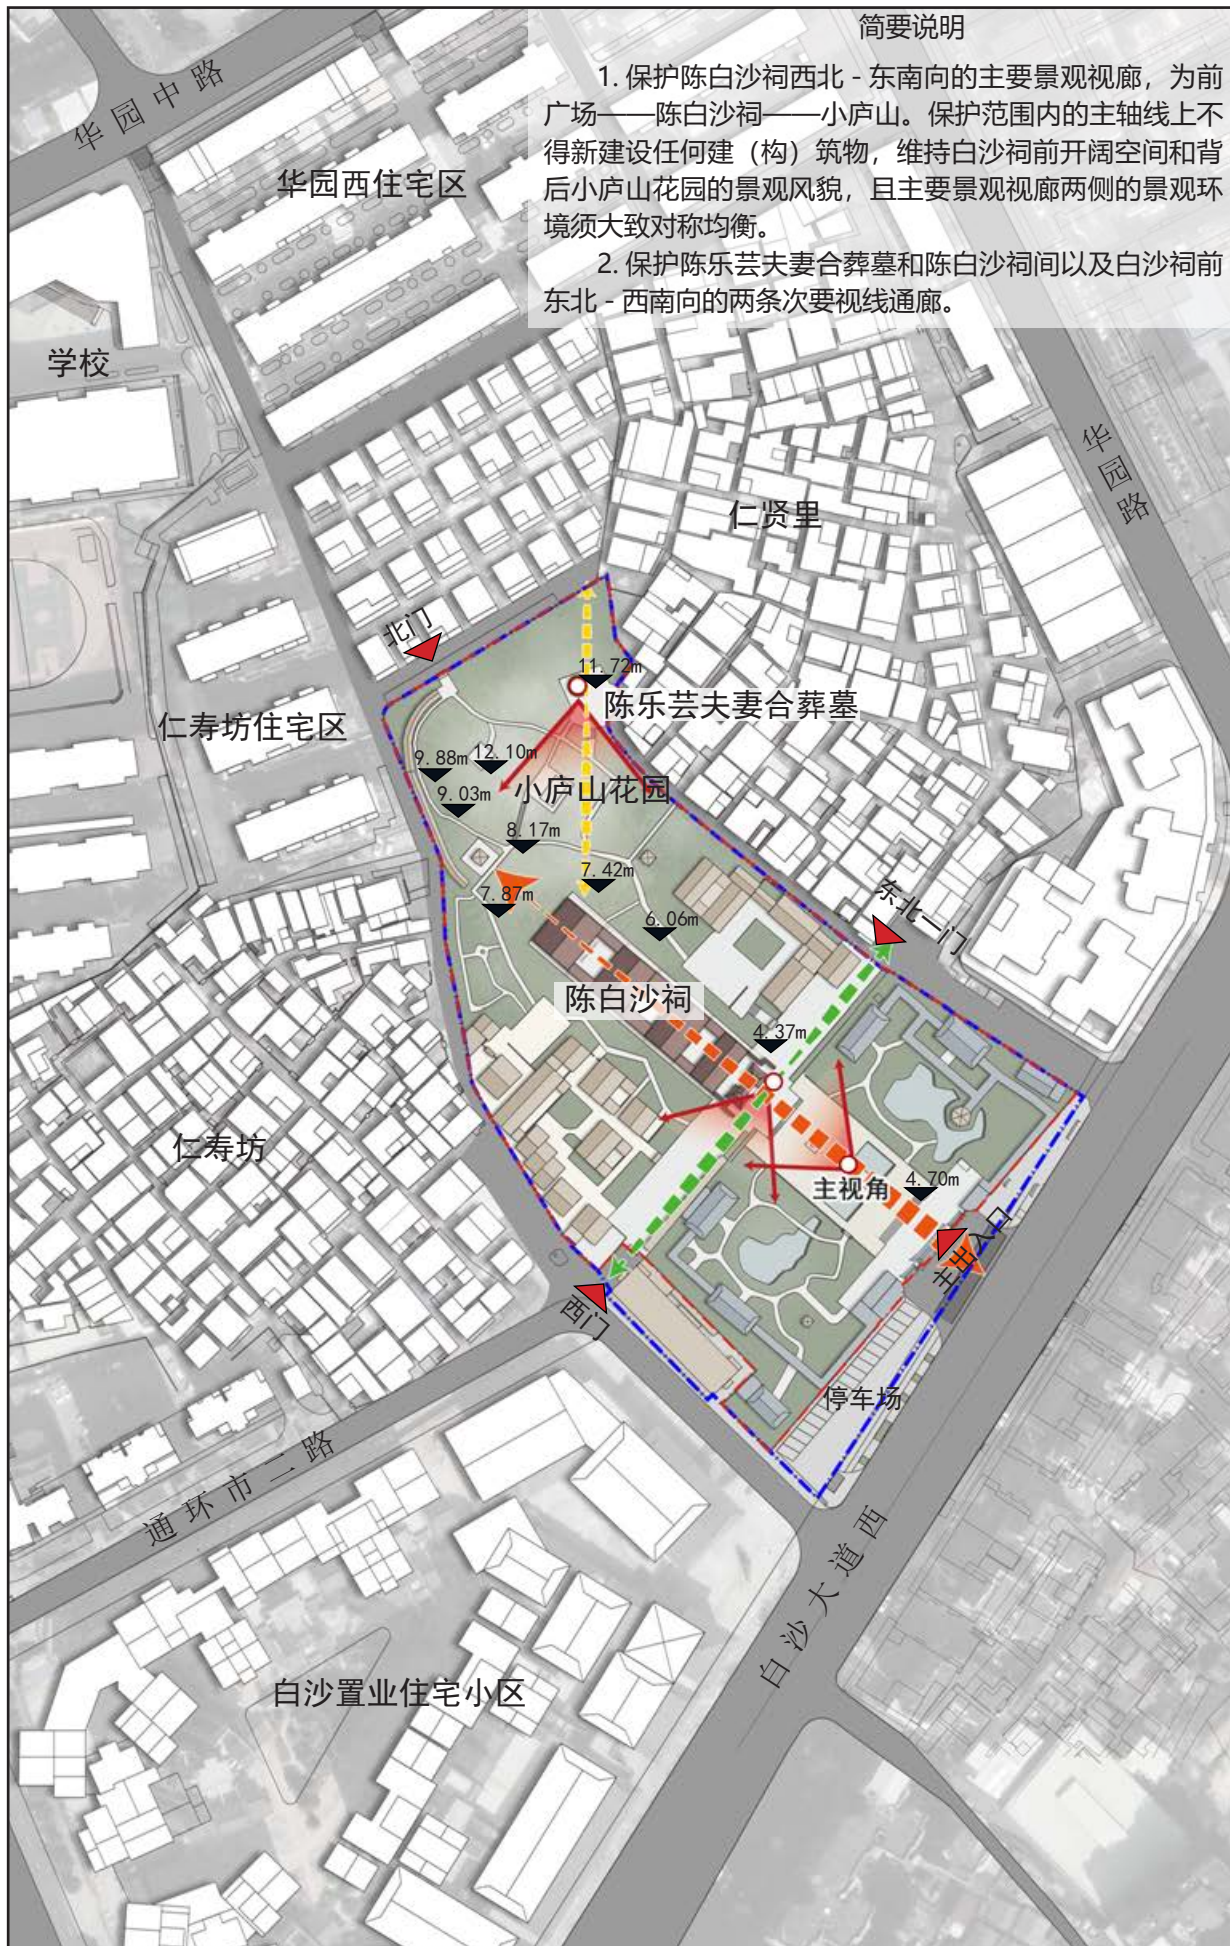 简要说明
1. 保护陈白沙祠西北 - 东南向的主要景观视廊，为前
广场——陈白沙祠——小庐山。保护范围内的主轴线上不
得新建设任何建（构）筑物，维持白沙祠前开阔空间和背
后小庐山花园的景观风貌，且主要景观视廊两侧的景观环
境须大致对称均衡。
2. 保护陈乐芸夫妻合葬墓和陈白沙祠间以及白沙祠前
东北 - 西南向的两条次要视线通廊。
华园中路
华园西住宅区
学校
华园路
仁贤里
北门
11.72m
陈乐芸夫妻合葬墓
仁寿坊住宅区
9.88m
12.10m
小庐山花园
9.03m
8.17m
7.42m
7.87m
6.06m
东北一门
陈白沙祠
4.37m
仁寿坊
主视角
4.70m
主出入口
西门
停车场
通环市二路
白沙大道西
白沙置业住宅小区